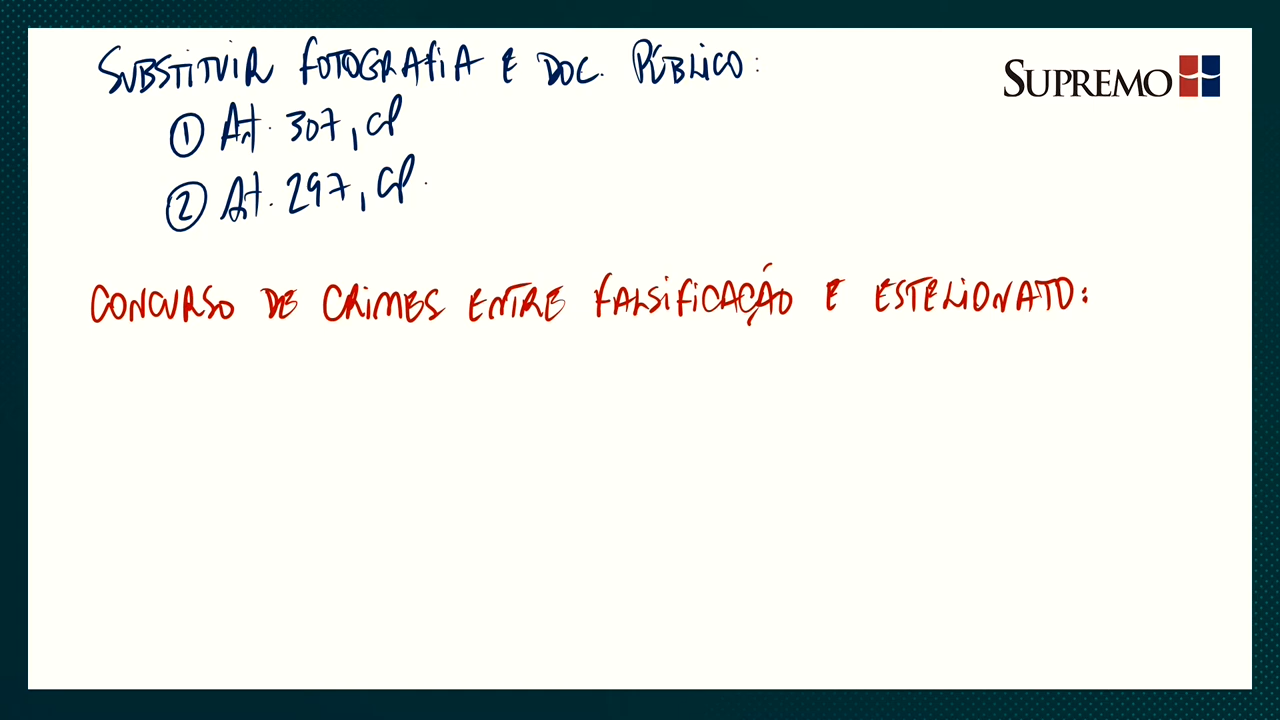 SUBSTITUIR FOTOGRAFIA E DOC. PÚBLICO:
SUPREMO
① Art. 307, CP
② Art. 297, CP.
CONCURSO DE CRIMES ENTRE FALSIFICAÇÃO E ESTELIONATO: